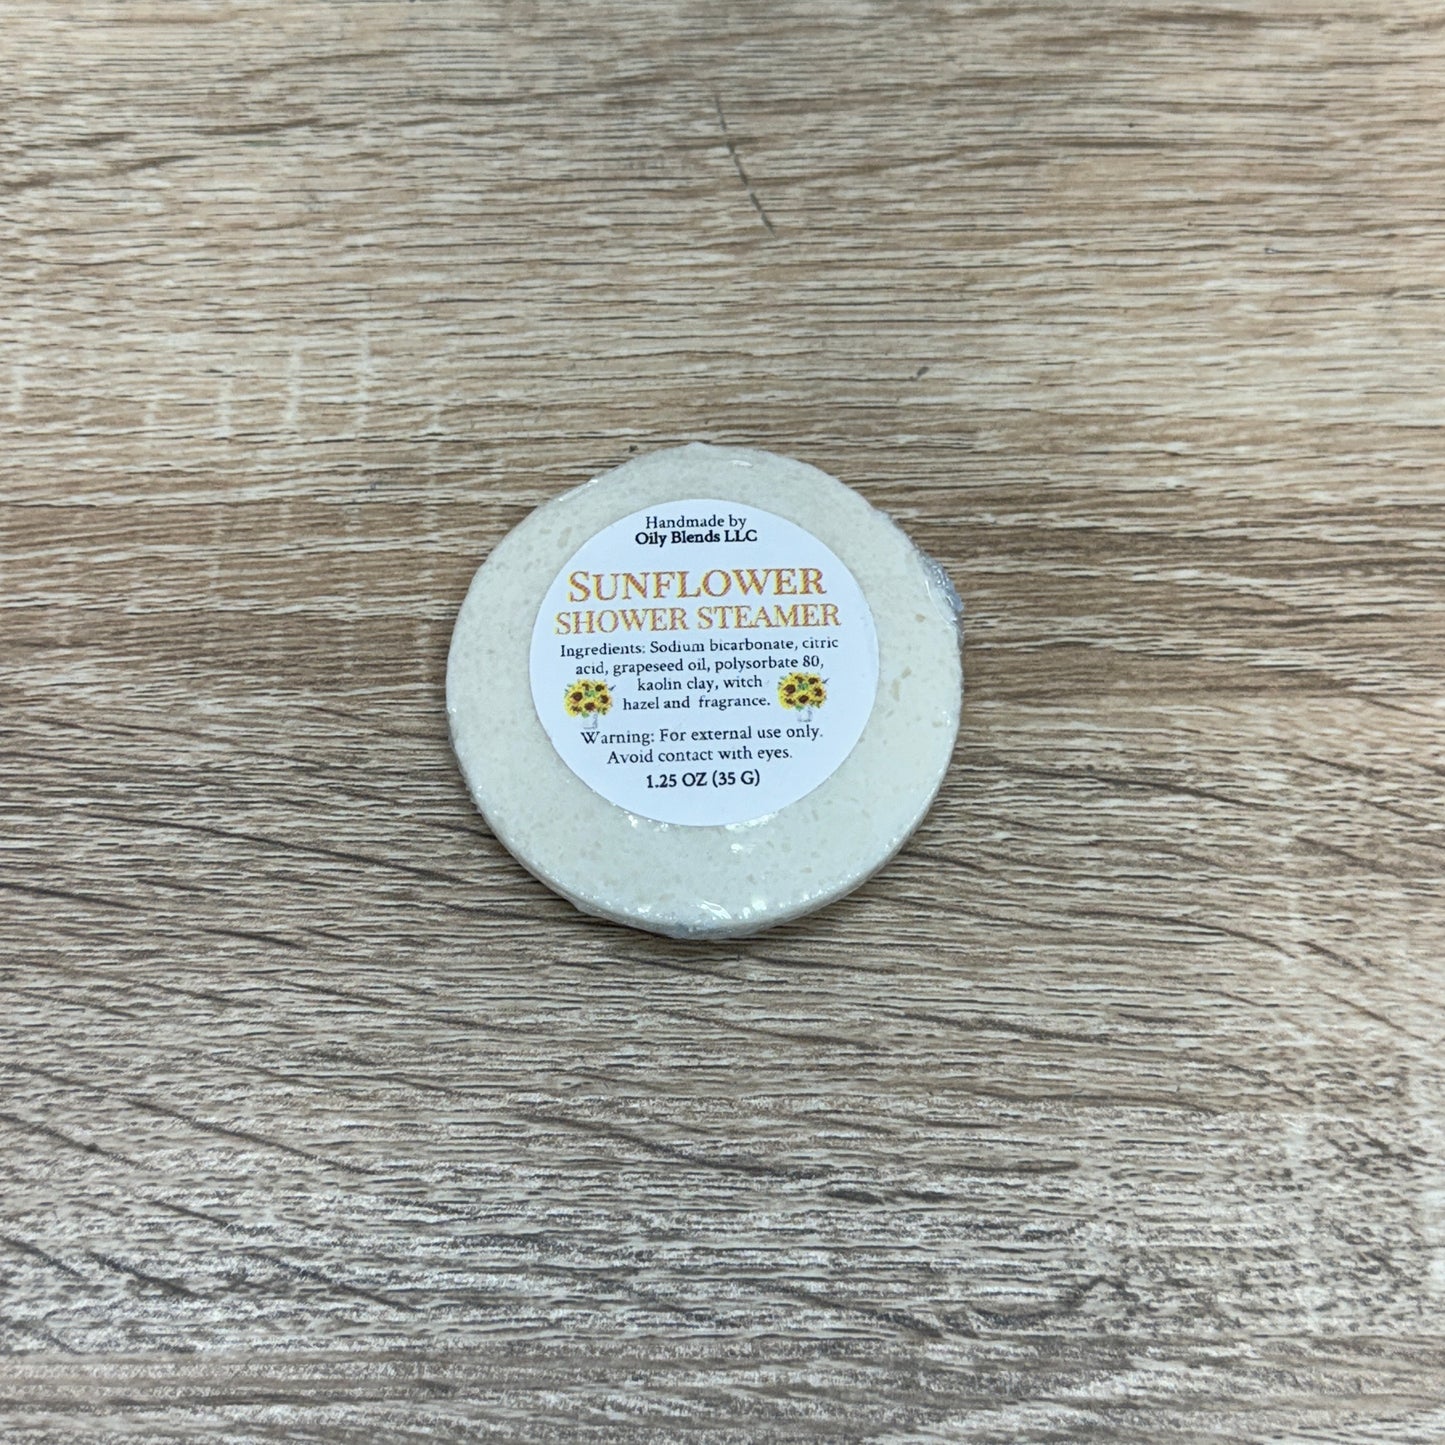 Handmade by
Oily Blends LLC
SUNFLOWER
SHOWER STEAMER
Ingredients: Sodium bicarbonate, citric
acid, grapeseed oil, polysorbate 80,
kaolin clay, witch
hazel and fragrance.
Warning: For external use only.
Avoid contact with eyes.
1.25 OZ (35 G)